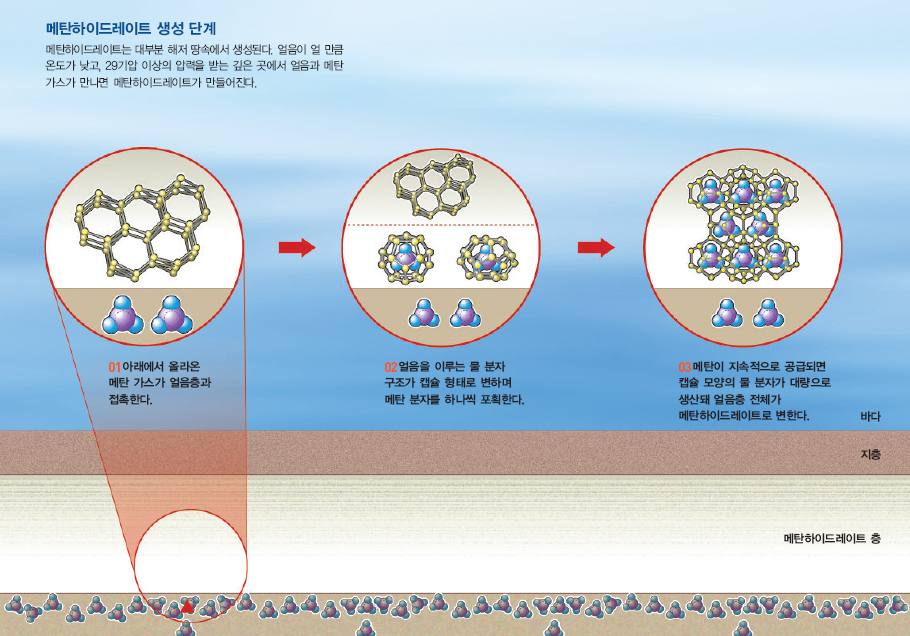 메탄하이드레이트 생성 단계
메탄하이드레이트는 대부분 해저 땅속에서 생성된다. 얼음이 얼 만큼
온도가 낮고, 29기압 이상의 압력을 받는 깊은 곳에서 얼음과 메탄
가스가 만나면 메탄하이드레이트가 만들어진다.
01 아래에서 올라온
메탄 가스가 얼음층과
접촉한다.
02 얼음을 이루는 물 분자
구조가 캡슐 형태로 변하며
메탄 분자를 하나씩 포획한다.
03 메탄이 지속적으로 공급되면
캡슐 모양의 물 분자가 대량으로
생산돼 얼음층 전체가
메탄하이드레이트로 변한다.
바다
지층
메탄하이드레이트 층